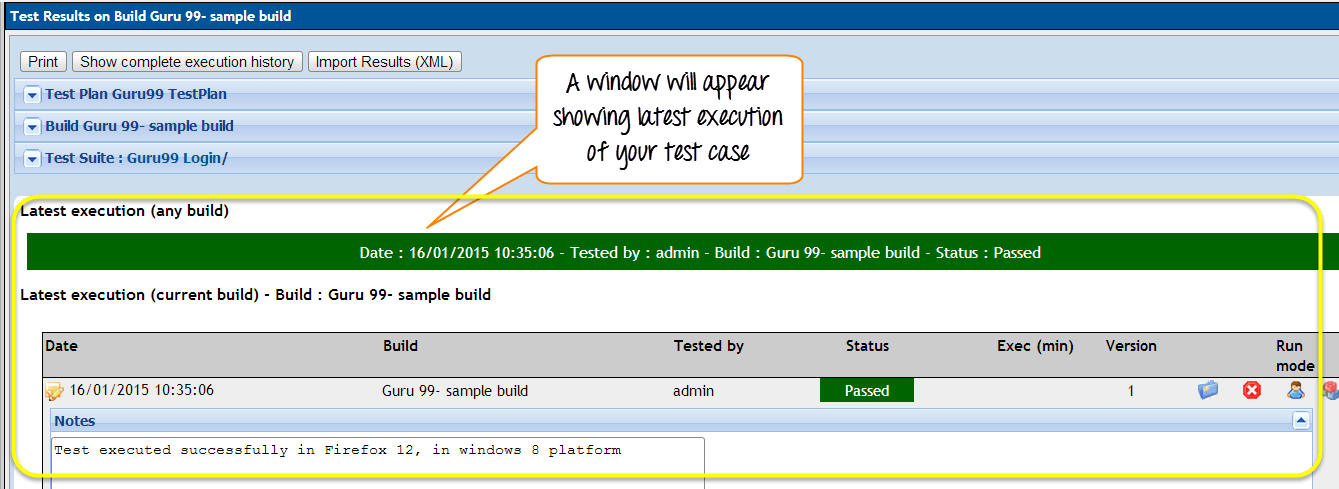 Test Results on Build Guru 99- sample build
Print Show complete execution history Import Results (XML)
Test Plan Guru99 TestPlan
Build Guru 99- sample build
Test Suite : Guru99 Login/
A window will appear
showing latest execution
of your test case
Latest execution (any build)
Date : 16/01/2015 10:35:06 - Tested by : admin - Build : Guru 99- sample build - Status : Passed
Latest execution (current build) - Build : Guru 99- sample build
Date Build Tested by Status Exec (min) Version Run mode
16/01/2015 10:35:06 Guru 99- sample build admin Passed 1
Notes
Test executed successfully in Firefox 12, in windows 8 platform